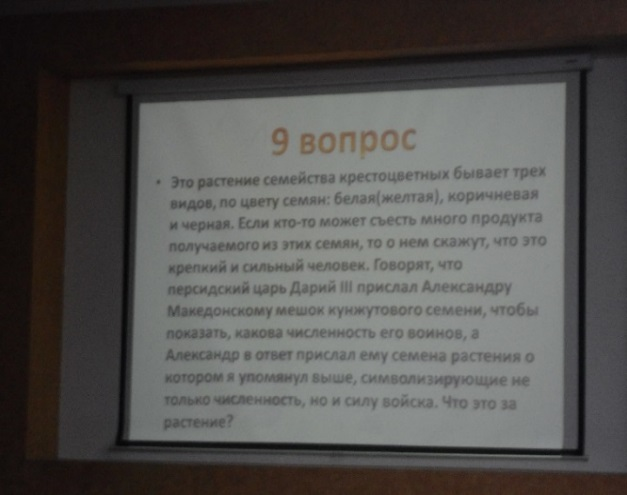 9 вопрос
• Это растение семейства крестоцветных бывает трех
видов, по цвету семян: белая(желтая), коричневая
и черная. Если кто-то может съесть много продукта
получаемого из этих семян, то о нем скажут, что это
крепкий и сильный человек. Говорят, что
персидский царь Дарий III прислал Александру
Македонскому мешок кунжутового семени, чтобы
показать, какова численность его воинов, а
Александр в ответ прислал ему семена растения о
котором я упомянул выше, символизирующие не
только численность, но и силу войска. Что это за
растение?